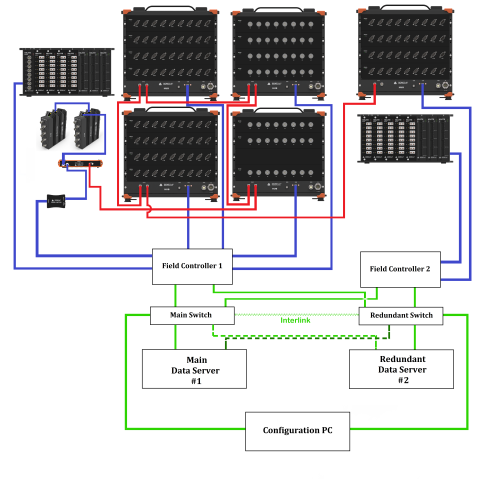 Field Controller 1
Field Controller 2
Main Switch
Interlink
Redundant Switch
Main
Data Server
#1
Redundant
Data Server
#2
Configuration PC